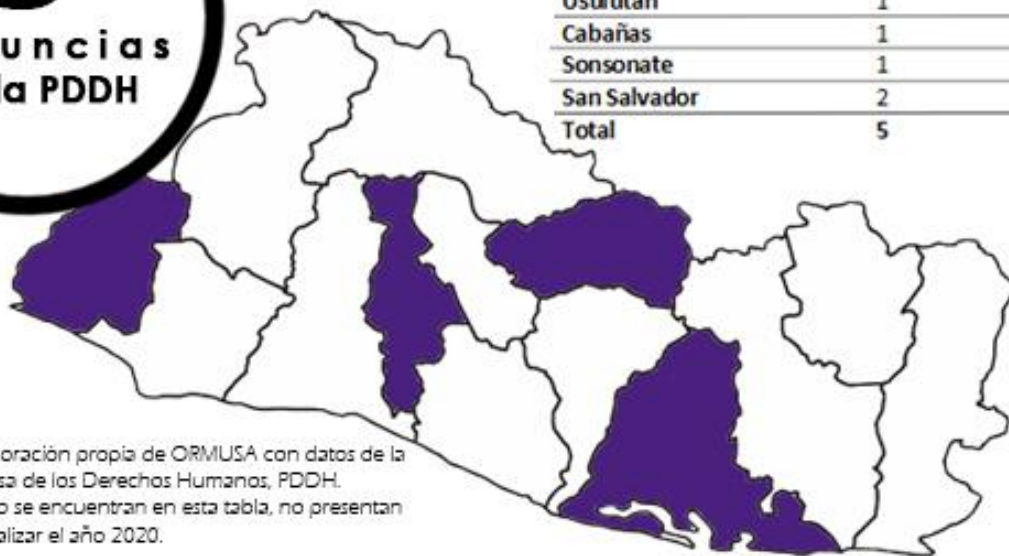 uncias
la PDDH
Usulután 1
Cabañas 1
Sonsonate 1
San Salvador 2
Total 5
oración propia de ORMUSA con datos de la
sa de los Derechos Humanos, PDDH.
o se encuentran en esta tabla, no presentan
alizar el año 2020.